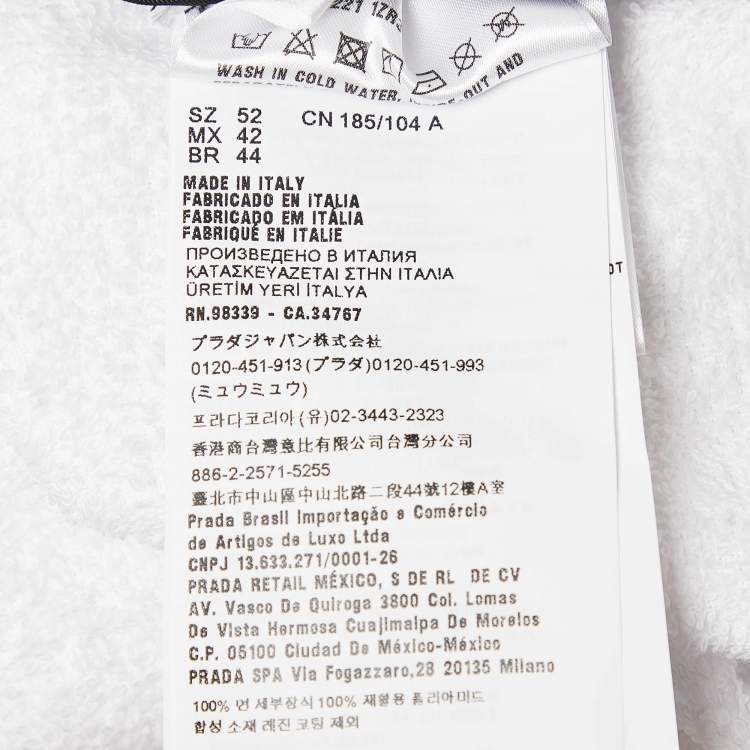 221 1ZR
WASH IN COLD WATER, OUT AND
SZ 52 CN 185/104 A
MX 42
BR 44
MADE IN ITALY
FABRICADO EN ITALIA
FABRICADO EM ITÁLIA
FABRIQUÉ EN ITALIE
ПРОИЗВЕДЕНО В ИТАЛИЯ
ΚΑΤΑΣΚΕΥΑΖΕΤΑΙ ΣΤΗΝ ΙΤΑΛΙΑ
ÜRETİM YERİ İTALYA
RN.98339 - CA.34767
プラダジャパン株式会社
0120-451-913 (プラダ)0120-451-993
(ミュウミュウ)
프라다코리아 (유)02-3443-2323
香港商台灣意比有限公司台灣分公司
886-2-2571-5255
臺北市中山區中山北路二段44號12樓A室
Prada Brasil Importação e Comércio
de Artigos de Luxo Ltda
CNPJ 13.633.271/0001-26
PRADA RETAIL MÉXICO, S DE RL DE CV
AV. Vasco De Quiroga 3800 Col. Lomas
De Vista Hermosa Cuajimalpa De Morelos
C.P. 05100 Ciudad De México-México
PRADA SPA Via Fogazzaro,28 20135 Milano
100% 면 세부장식 100% 재활용 폴리아미드
합성 소재 레진 코팅 제외